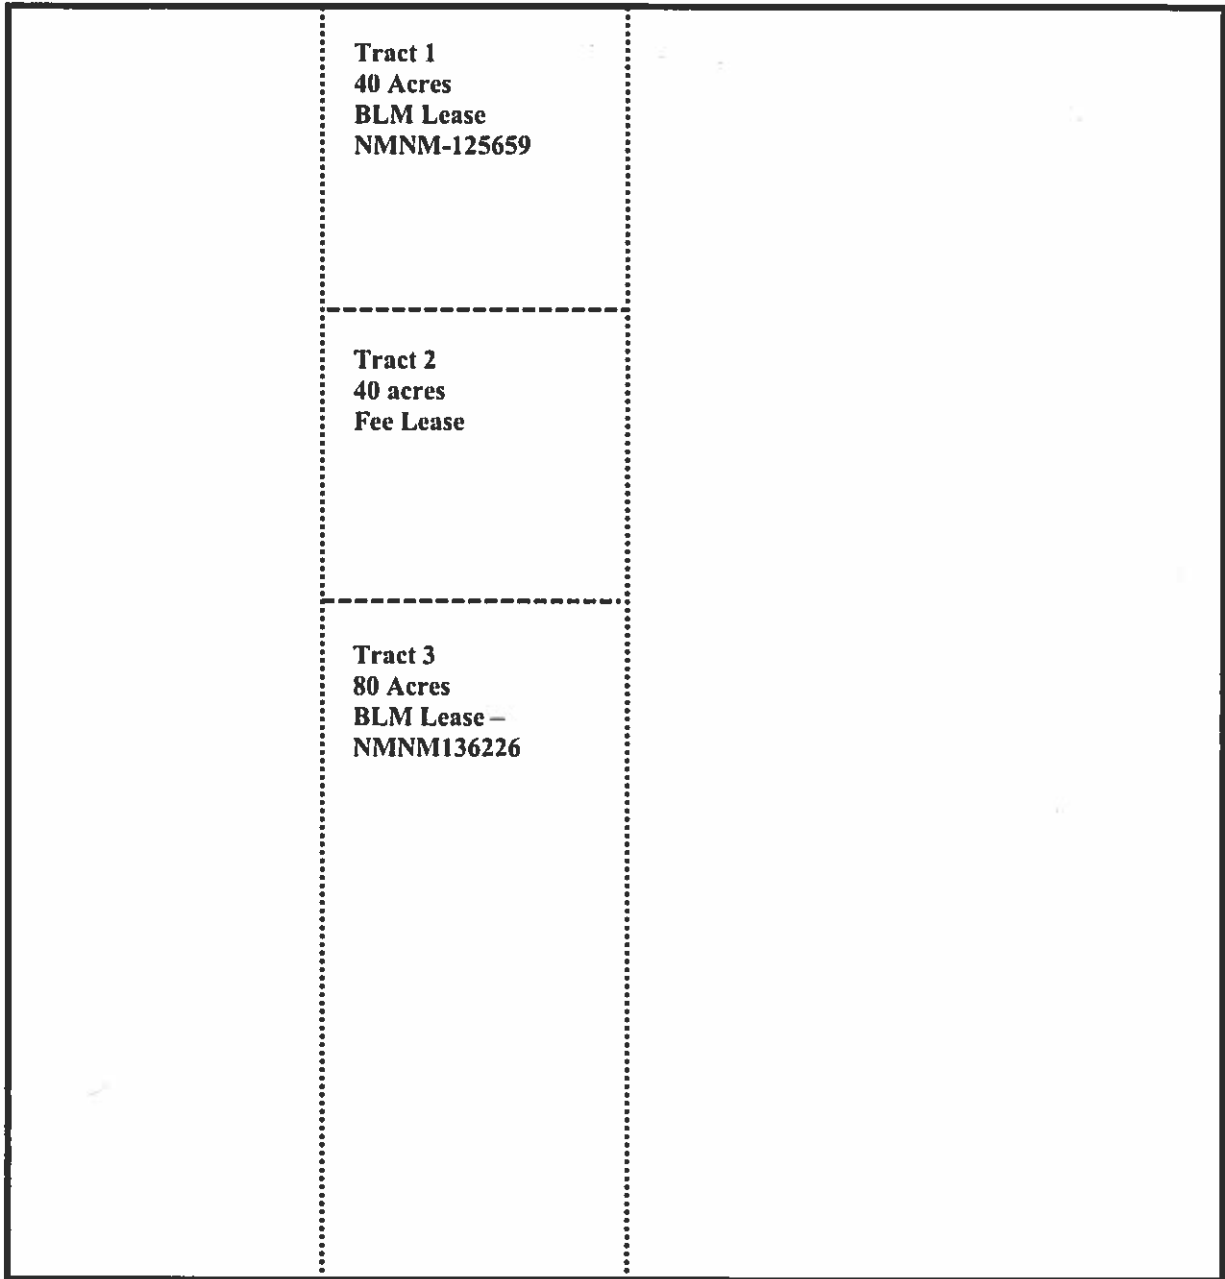 Tract 1
40 Acres
BLM Lease
NMNM-125659
Tract 2
40 acres
Fee Lease
Tract 3
80 Acres
BLM Lease –
NMNM136226